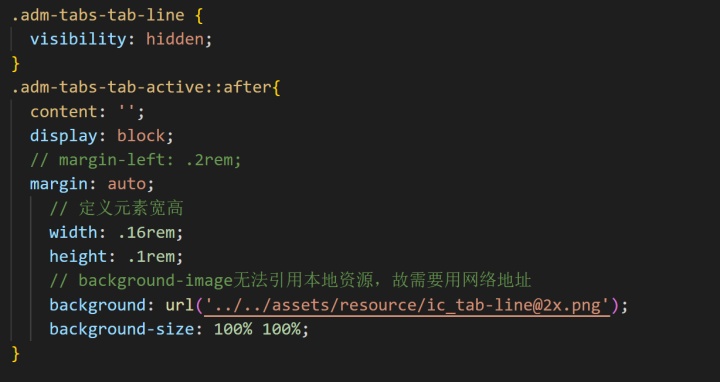 .adm-tabs-tab-line {
visibility: hidden;
}
.adm-tabs-tab-active::after{
content: '';
display: block;
// margin-left: .2rem;
margin: auto;
// 定义元素宽高
width: .16rem;
height: .1rem;
// background-image无法引用本地资源，故需要用网络地址
background: url('../../assets/resource/ic_tab-line@2x.png');
background-size: 100% 100%;
}